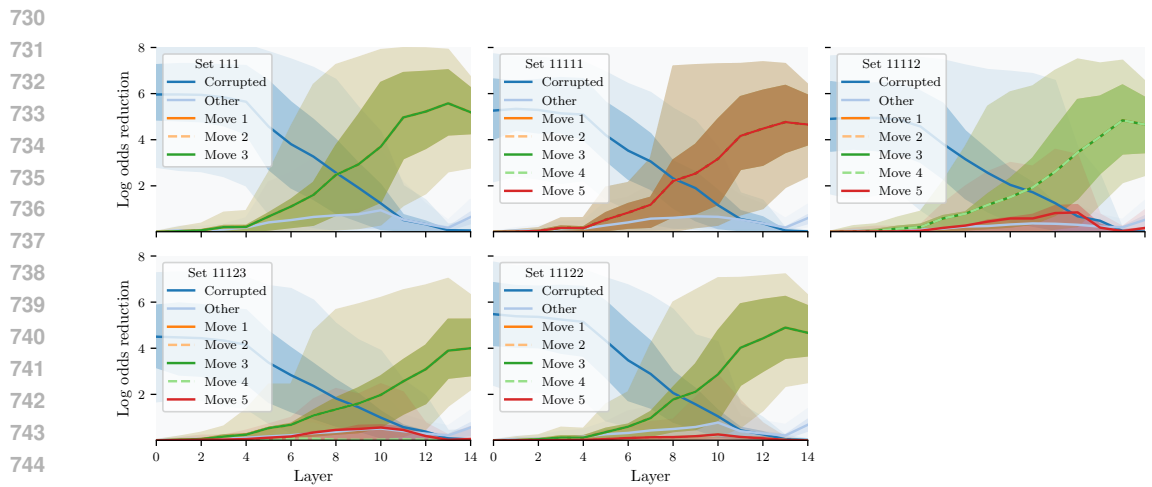 730
731
732
733
734
735
736
737
738
739
740
741
742
743
744
Log odds reduction
8
6
4
2
Set 111
Corrupted
Other
Move 1
Move 2
Move 3
Set 11111
Corrupted
Other
Move 1
Move 2
Move 3
Move 4
Move 5
Set 11112
Corrupted
Other
Move 1
Move 2
Move 3
Move 4
Move 5
Log odds reduction
8
6
4
2
Set 11123
Corrupted
Other
Move 1
Move 2
Move 3
Move 4
Move 5
0 2 4 6 8 10 12 14
Layer
Set 11122
Corrupted
Other
Move 1
Move 2
Move 3
Move 4
Move 5
0 2 4 6 8 10 12 14
Layer